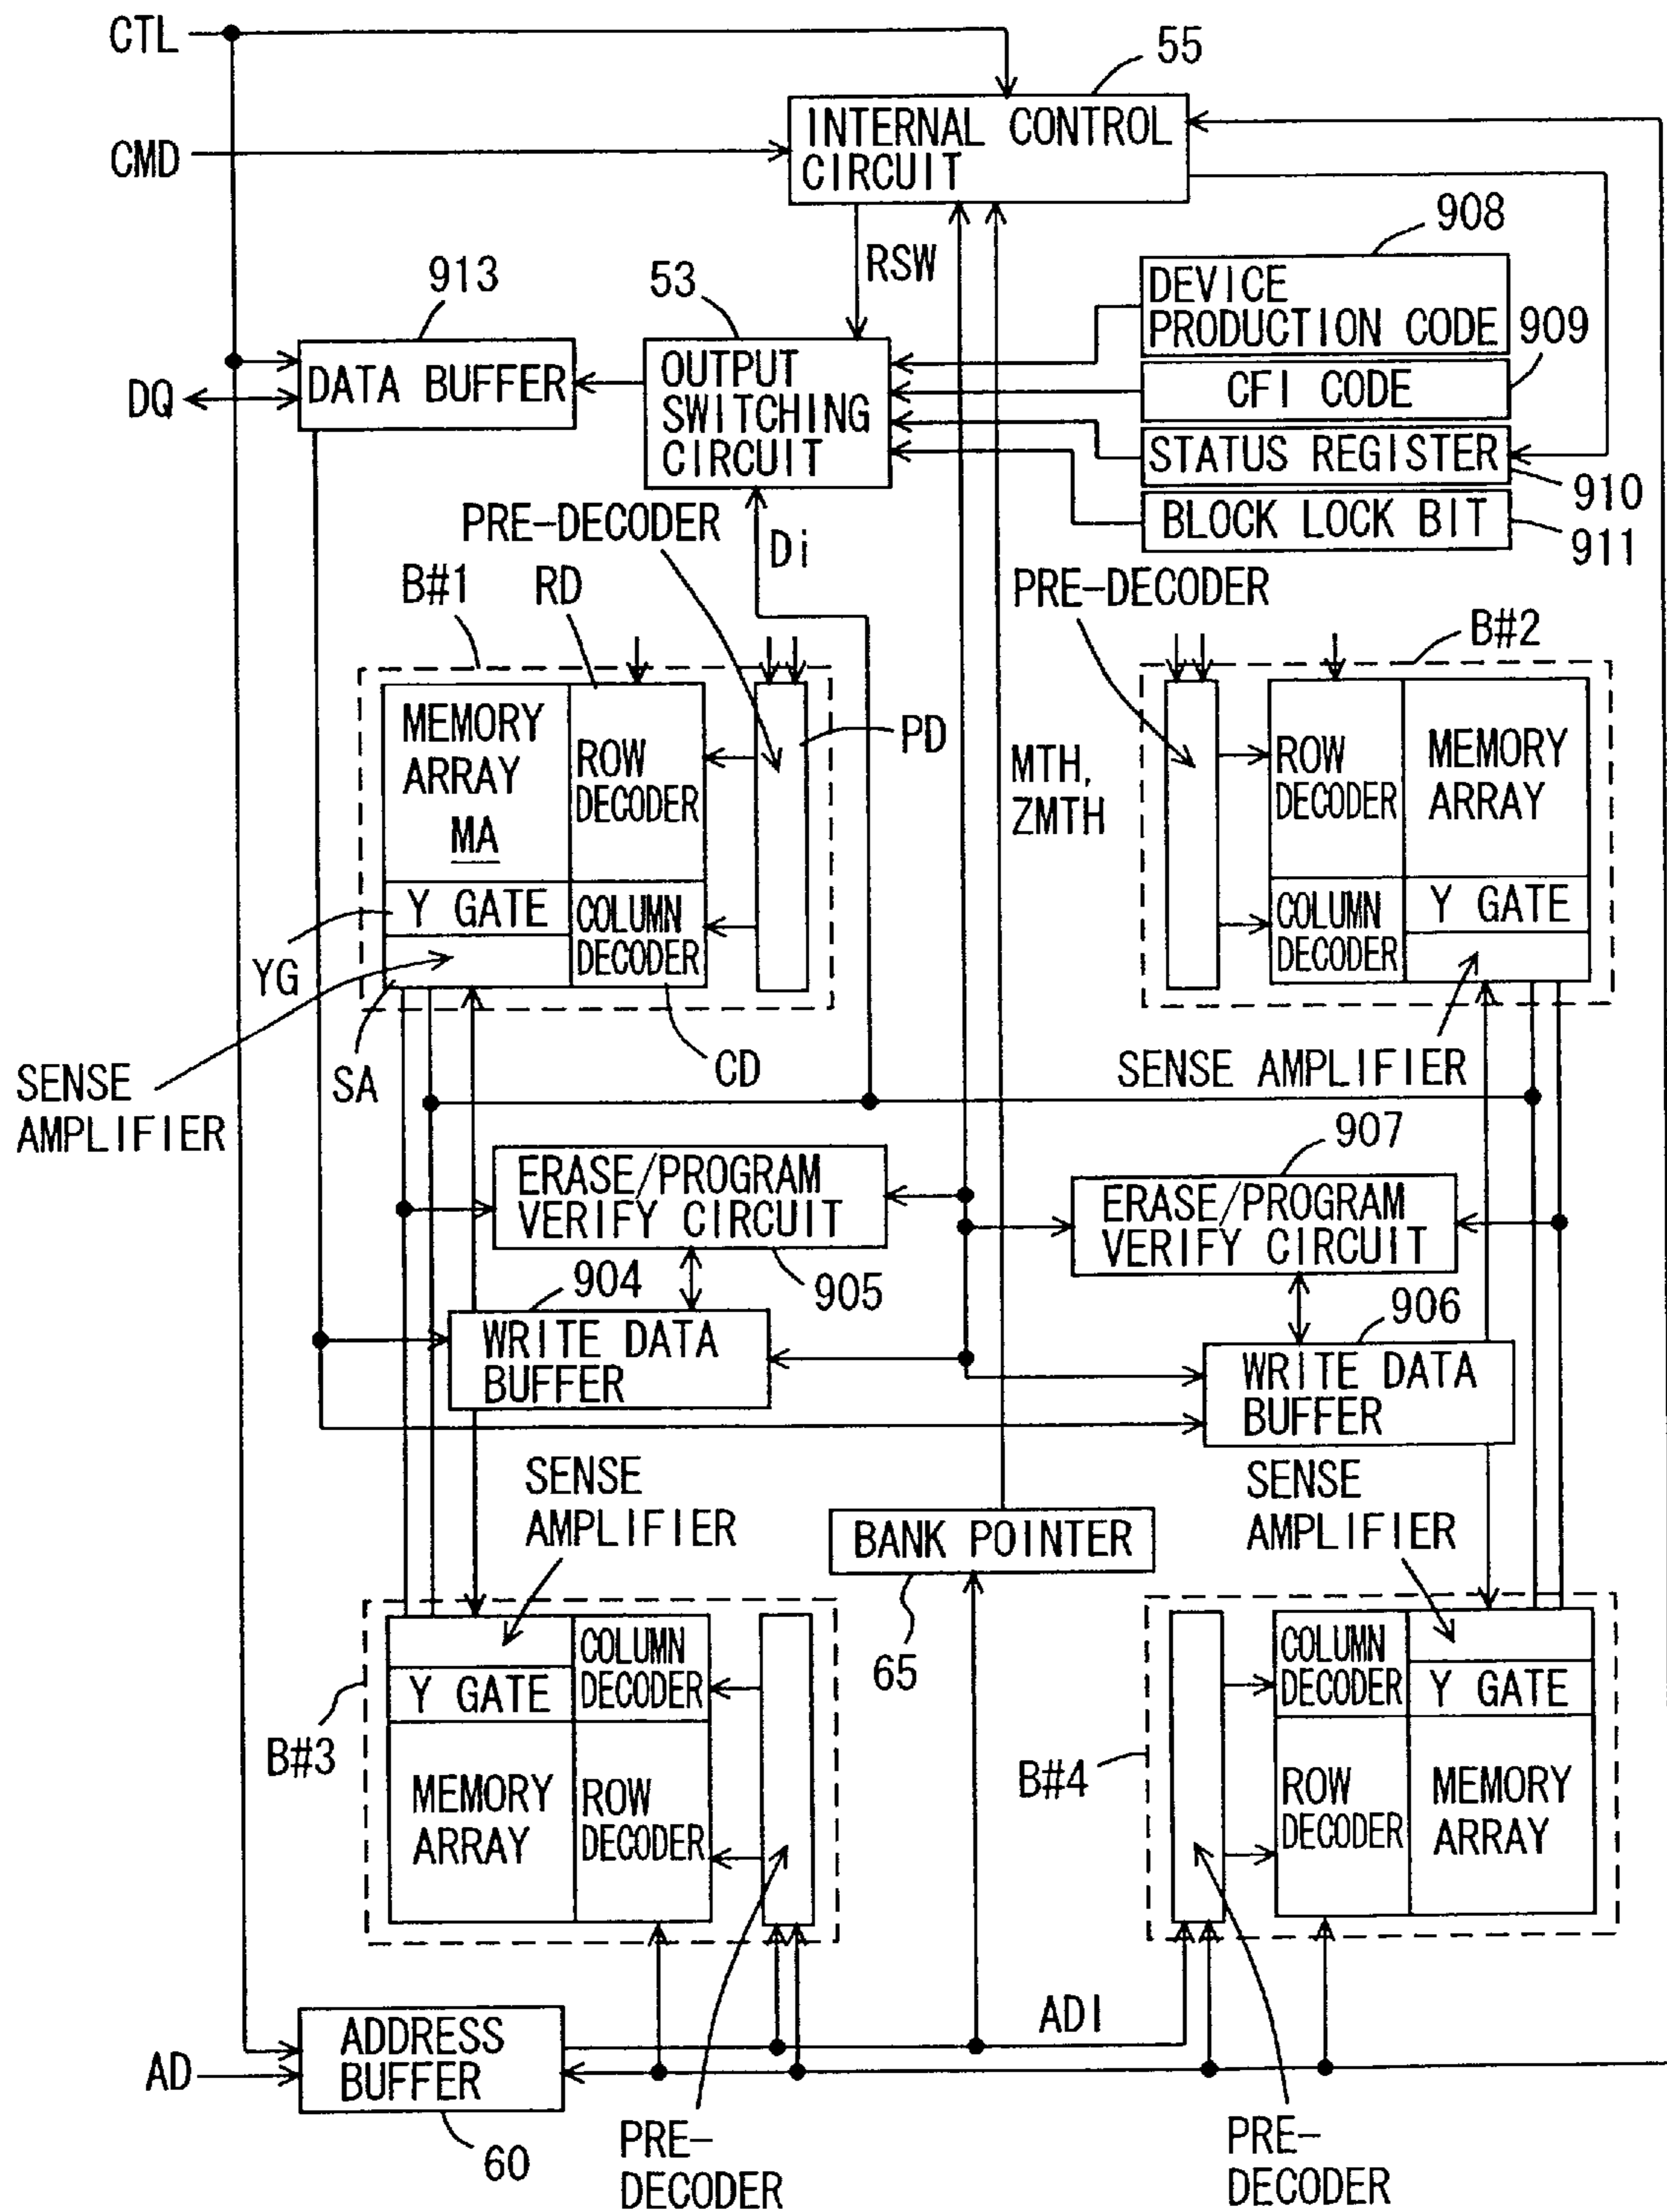 CTL
55
INTERNAL CONTROL
CIRCUIT
CMD
908
RSW
913
53
DEVICE
PRODUCTION CODE
909
DATA BUFFER
OUTPUT
SWITCHING
CIRCUIT
CFI CODE
DQ
STATUS REGISTER
910
BLOCK LOCK BIT
911
PRE-DECODER
Di
B#1
RD
PRE-DECODER
B#2
MEMORY
ARRAY
MA
ROW
DECODER
PD
MTH,
ZMTH
ROW
DECODER
MEMORY
ARRAY
Y GATE
COLUMN
DECODER
COLUMN
DECODER
Y GATE
YG
SENSE
AMPLIFIER
SA
CD
SENSE AMPLIFIER
907
ERASE/PROGRAM
VERIFY CIRCUIT
ERASE/PROGRAM
VERIFY CIRCUIT
904
905
906
WRITE DATA
BUFFER
WRITE DATA
BUFFER
SENSE
AMPLIFIER
SENSE
AMPLIFIER
BANK POINTER
65
COLUMN
DECODER
Y GATE
COLUMN
DECODER
Y GATE
B#3
B#4
MEMORY
ARRAY
ROW
DECODER
ROW
DECODER
MEMORY
ARRAY
ADI
ADDRESS
BUFFER
AD
60
PRE-
DECODER
PRE-
DECODER